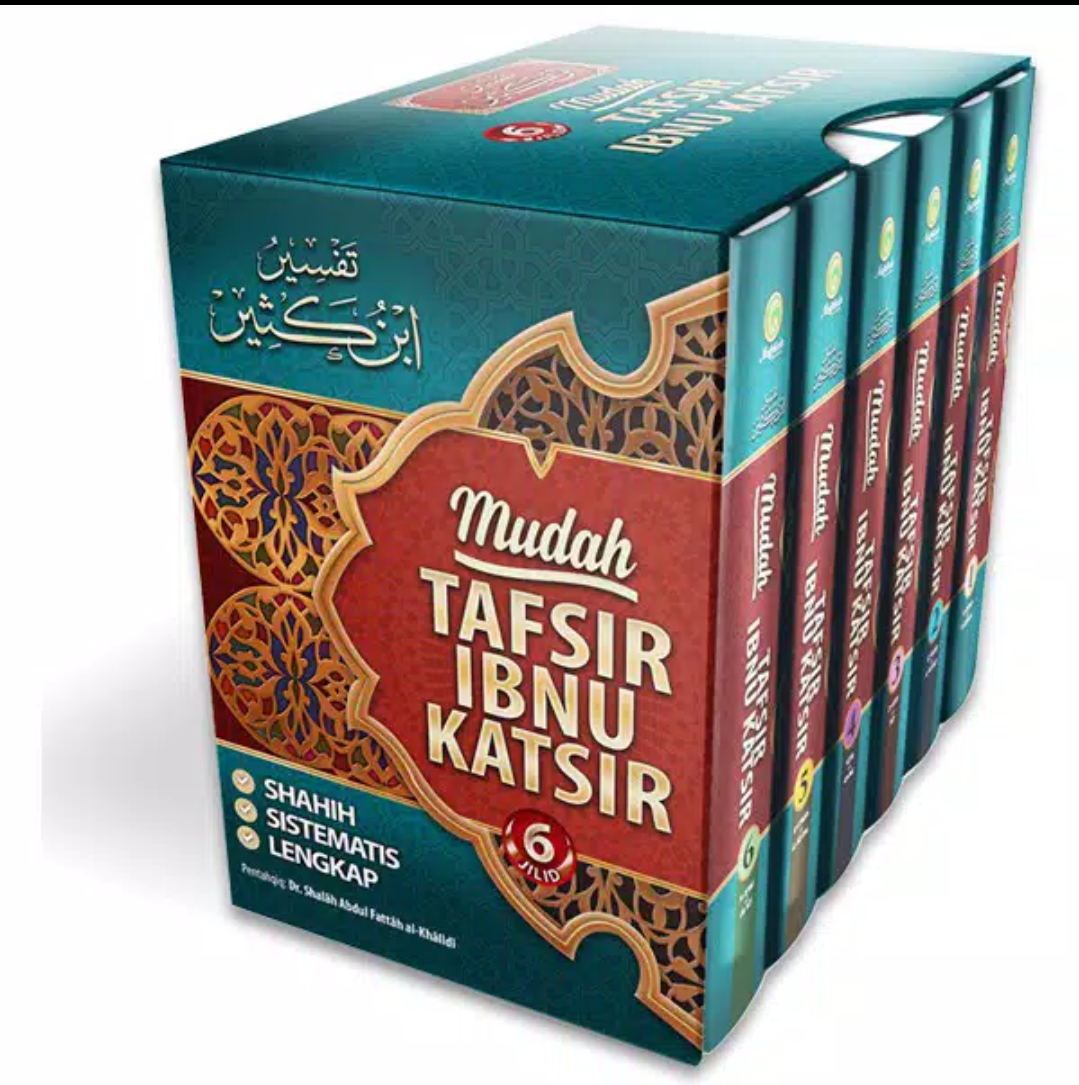 Mudah
TAFSIR
IBNU KATSIR
6
JILID
تفسير
ابن كثير
Mudah
TAFSIR
IBNU
KATSIR
6
JILID
SHAHIH
SISTEMATIS
LENGKAP
Pentahqiq: Dr. Shalâh Abdul Fattâh al-Khâlidî
Mudah
TAFSIR
IBNU KATSIR
6
Mudah
TAFSIR
IBNU KATSIR
5
Mudah
TAFSIR
IBNU KATSIR
4
Mudah
TAFSIR
IBNU KATSIR
3
Mudah
TAFSIR
IBNU KATSIR
2
Mudah
TAFSIR
IBNU KATSIR
1